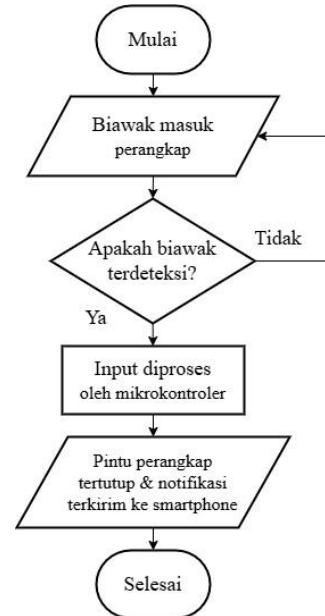 Mulai
Biawak masuk
perangkap
Apakah biawak
terdeteksi?
Tidak
Ya
Input diproses
oleh mikrokontroler
Pintu perangkap
tertutup & notifikasi
terkirim ke smartphone
Selesai